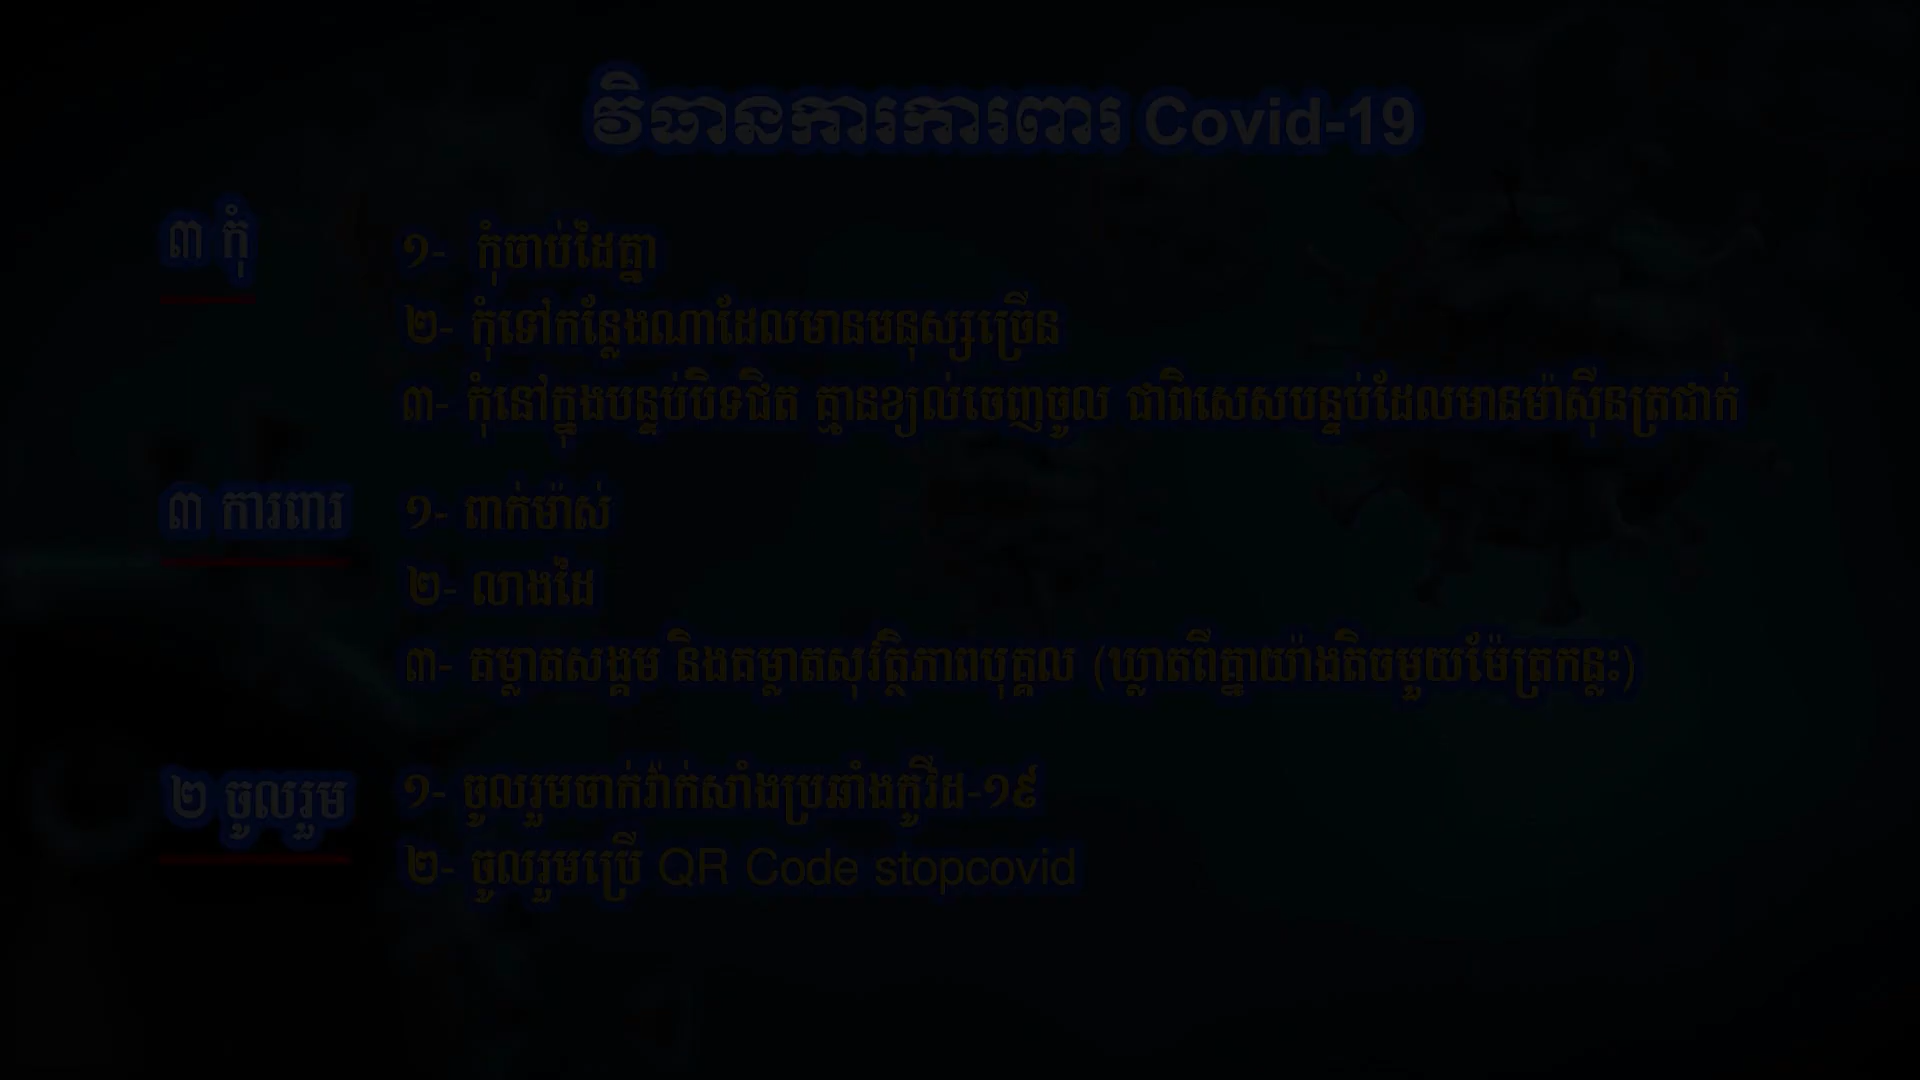 វិធានការការពារ Covid-19
៣ កុំ
១- កុំចាប់ដៃគ្នា
២- កុំទៅកន្លែងណាដែលមានមនុស្សច្រើន
៣- កុំនៅក្នុងបន្ទប់បិទជិត គ្មានខ្យល់ចេញចូល ជាពិសេសបន្ទប់ដែលមានម៉ាស៊ីនត្រជាក់
៣ ការពារ
១- ពាក់ម៉ាស់
២- លាងដៃ
៣- គម្លាតសង្គម និងគម្លាតសុវត្ថិភាពបុគ្គល (ឃ្លាតពីគ្នាយ៉ាងតិចមួយម៉ែត្រកន្លះ)
២ ចូលរួម
១- ចូលរួមចាក់វ៉ាក់សាំងប្រឆាំងកូវីដ-១៩
២- ចូលរួមប្រើ QR Code stopcovid